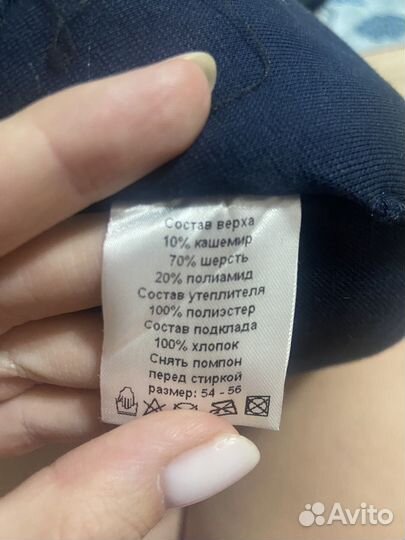 Состав верха
10% кашемир
70% шерсть
20% полиамид
Состав утеплителя
100% полиэстер
Состав подклада
100% хлопок
Снять помпон
перед стиркой
размер: 54 - 56
Avito